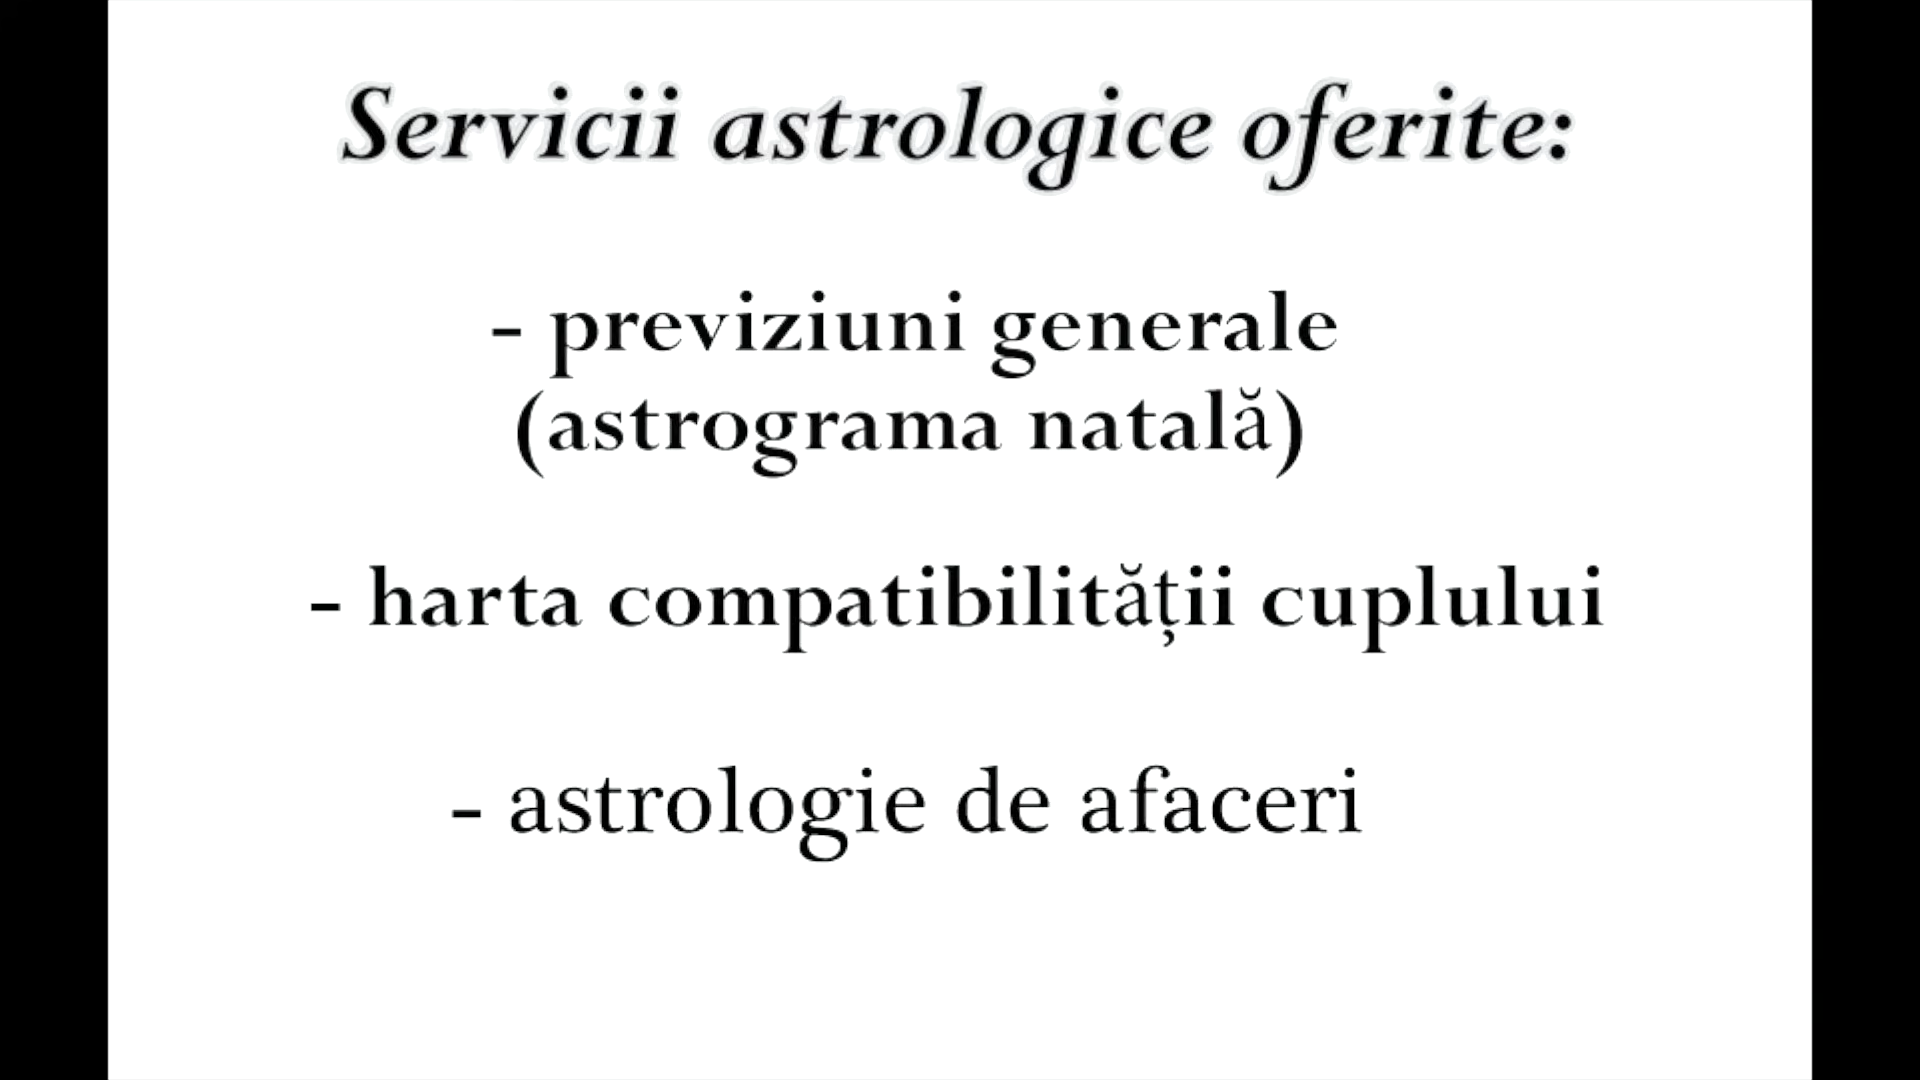 Servicii astrologice oferite:
- previziuni generale
(astrograma natală)
- harta compatibilității cuplului
- astrologie de afaceri